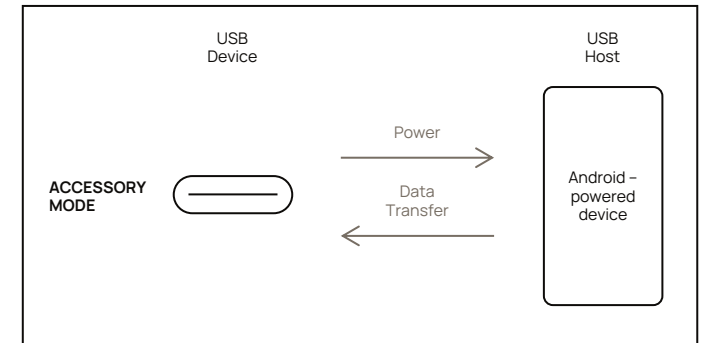 USB
Device
USB
Host
Power
ACCESSORY
MODE
Data
Transfer
Android –
powered
device